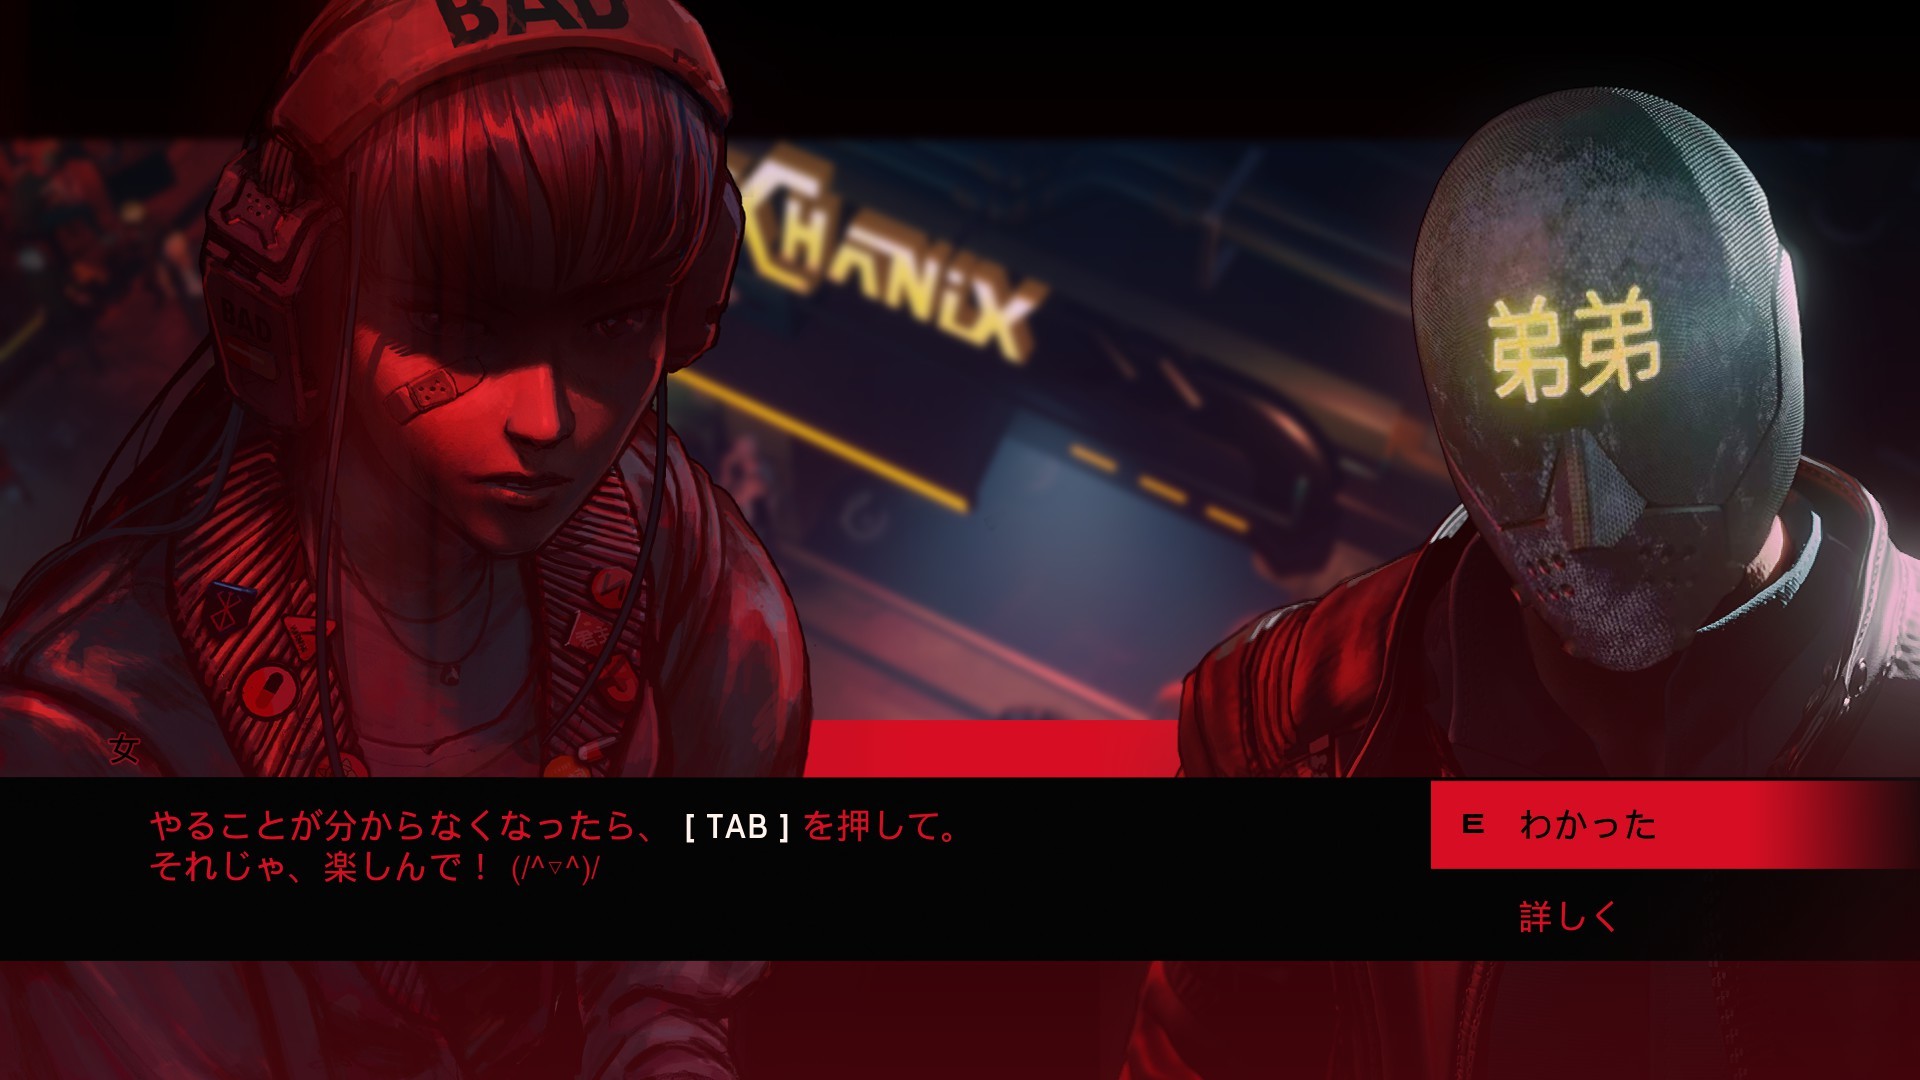 BAD
CHANiX
弟弟
BAD
女
やることが分からなくなったら、 [ TAB ] を押して。
それじゃ、楽しんで！ (/^▽^)/
E わかった
詳しく